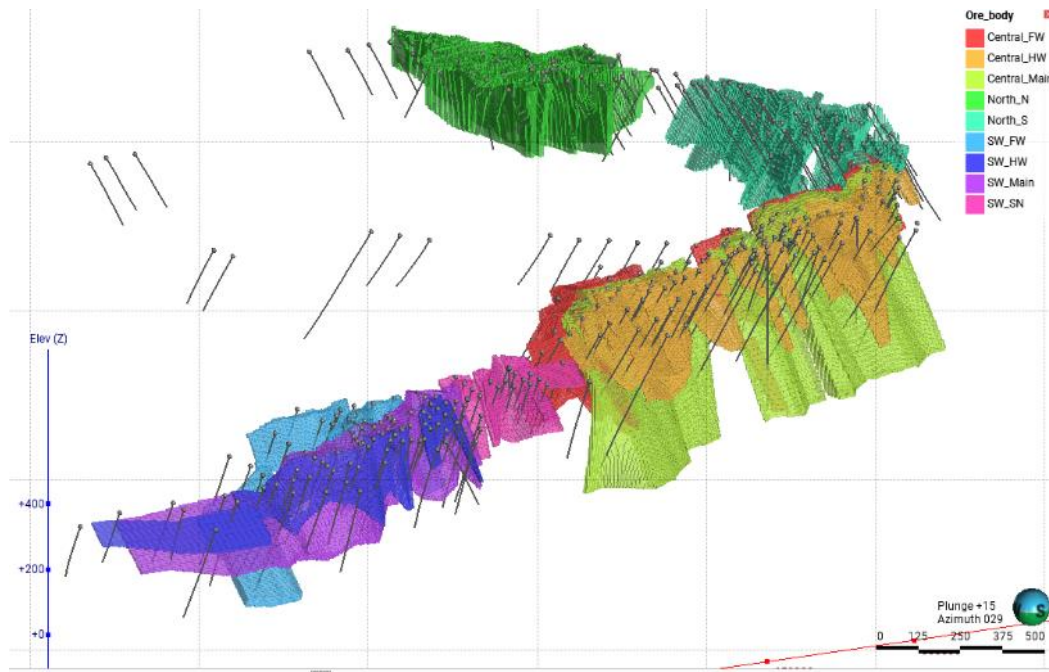 Ore_body
Central_FW
Central_HW
Central_Main
North_N
North_S
SW_FW
SW_HW
SW_Main
SW_SN
Elev (Z)
+400
+200
+0
Plunge +15
Azimuth 029
S
0 125 250 375 500